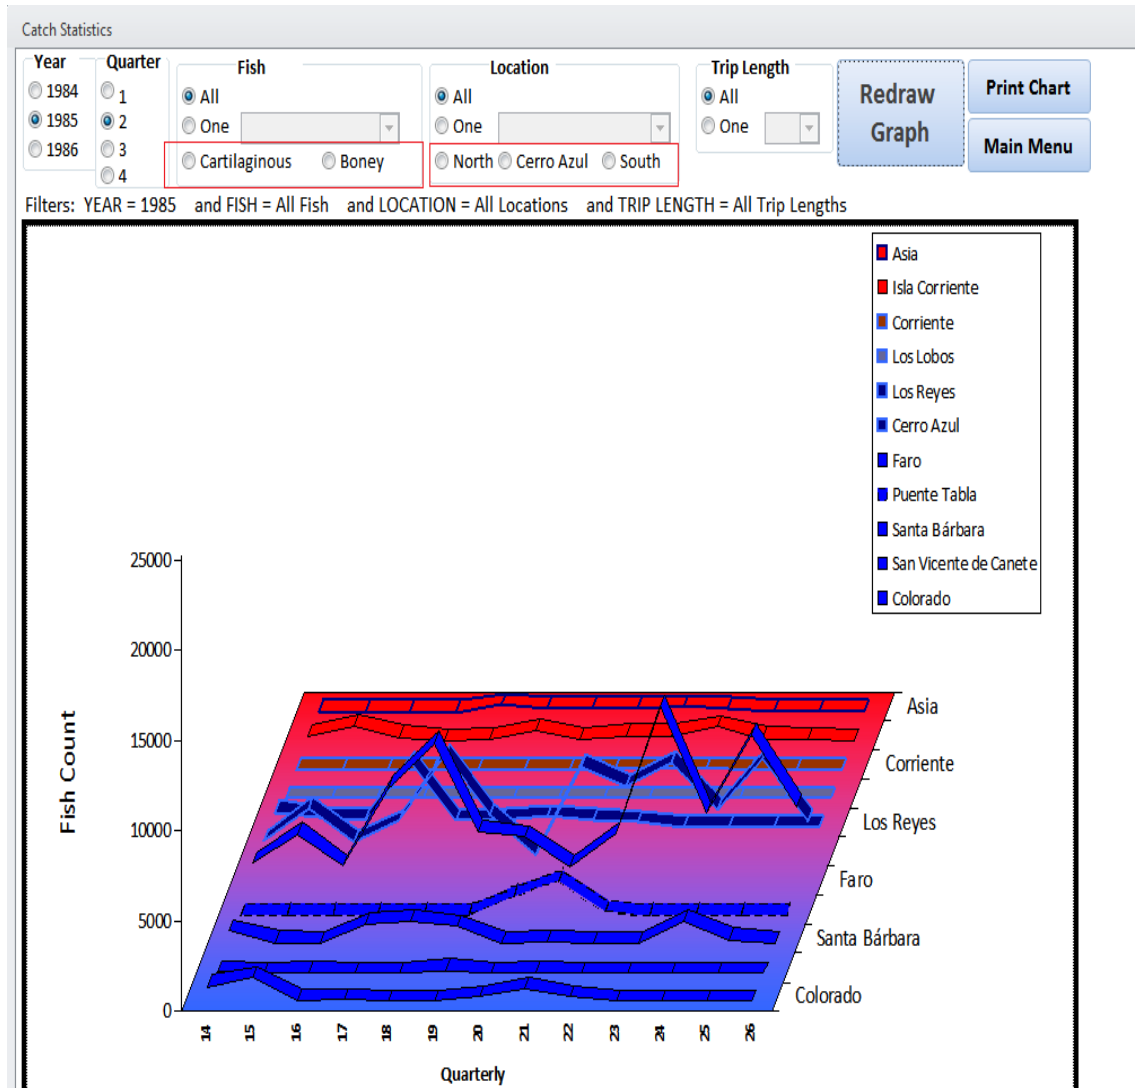 Catch Statistics
Year
1984
1985
1986
Quarter
1
2
3
4
Fish
All
One
Cartilaginous
Boney
Location
All
One
North
Cerro Azul
South
Trip Length
All
One
Redraw
Graph
Print Chart
Main Menu
Filters: YEAR = 1985 and FISH = All Fish and LOCATION = All Locations and TRIP LENGTH = All Trip Lengths
Asia
Isla Corriente
Corriente
Los Lobos
Los Reyes
Cerro Azul
Faro
Puente Tabla
Santa Bárbara
San Vicente de Canete
Colorado
Fish Count
25000
20000
15000
10000
5000
0
Asia
Corriente
Los Reyes
Faro
Santa Bárbara
Colorado
14
15
16
17
18
19
20
21
22
23
24
25
26
Quarterly